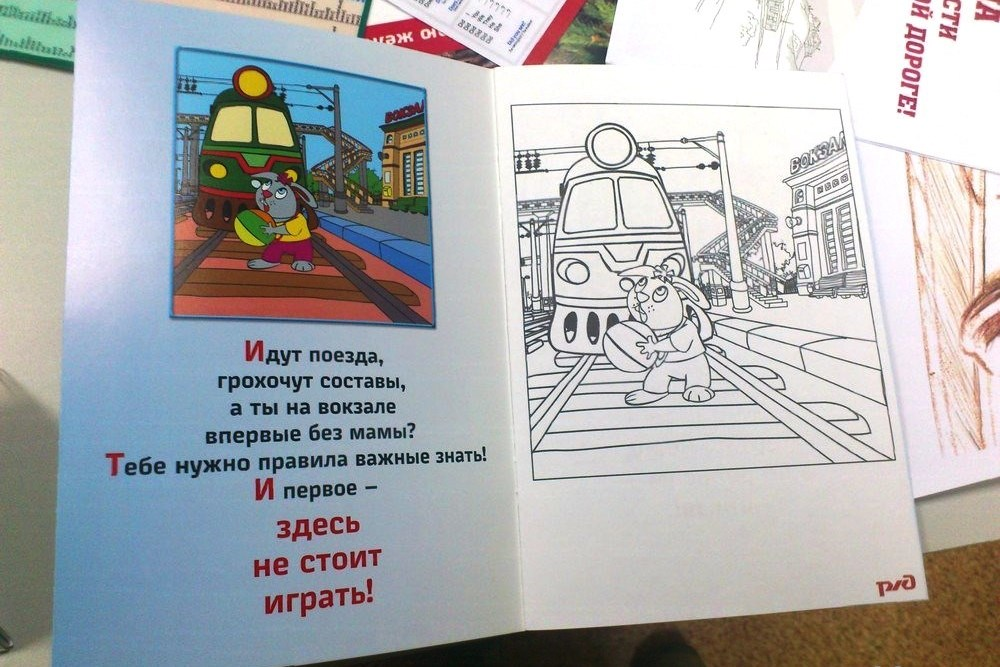 ВОКЗАЛ
Идут поезда,
грохочут составы,
а ты на вокзале
впервые без мамы?
Тебе нужно правила важные знать!
И первое –
здесь
не стоит
играть!
ВОКЗАЛ
ржд
ОЙ ДОРОГЕ!